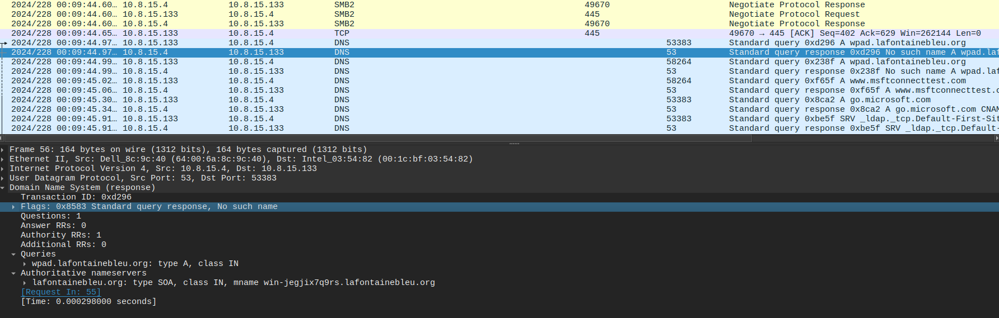 2024/228 00:09:44.60… 10.8.15.4 10.8.15.133 SMB2 49670 Negotiate Protocol Response
2024/228 00:09:44.60… 10.8.15.133 10.8.15.4 SMB2 445 Negotiate Protocol Request
2024/228 00:09:44.60… 10.8.15.4 10.8.15.133 SMB2 49670 Negotiate Protocol Response
2024/228 00:09:44.65… 10.8.15.133 10.8.15.4 TCP 445 49670 → 445 [ACK] Seq=402 Ack=629 Win=262144 Len=0
2024/228 00:09:44.97… 10.8.15.133 10.8.15.4 DNS 53383 Standard query 0xd296 A wpad.lafontainebleu.org
2024/228 00:09:44.97… 10.8.15.4 10.8.15.133 DNS 53 Standard query response 0xd296 No such name A wpad.laf
2024/228 00:09:44.99… 10.8.15.133 10.8.15.4 DNS 58264 Standard query 0x238f A wpad.lafontainebleu.org
2024/228 00:09:44.99… 10.8.15.4 10.8.15.133 DNS 53 Standard query response 0x238f No such name A wpad.laf
2024/228 00:09:45.02… 10.8.15.133 10.8.15.4 DNS 58264 Standard query 0xf65f A www.msftconnecttest.com
2024/228 00:09:45.06… 10.8.15.4 10.8.15.133 DNS 53 Standard query response 0xf65f A www.msftconnecttest.c
2024/228 00:09:45.30… 10.8.15.133 10.8.15.4 DNS 53383 Standard query 0x8ca2 A go.microsoft.com
2024/228 00:09:45.34… 10.8.15.4 10.8.15.133 DNS 53 Standard query response 0x8ca2 A go.microsoft.com CNAM
2024/228 00:09:45.91… 10.8.15.133 10.8.15.4 DNS 53383 Standard query 0xbe5f SRV _ldap._tcp.Default-First-Sit
2024/228 00:09:45.91… 10.8.15.4 10.8.15.133 DNS 53 Standard query response 0xbe5f SRV _ldap._tcp.Default-
Frame 56: 164 bytes on wire (1312 bits), 164 bytes captured (1312 bits)
Ethernet II, Src: Dell_8c:9c:40 (64:00:6a:8c:9c:40), Dst: Intel_03:54:82 (00:1c:bf:03:54:82)
Internet Protocol Version 4, Src: 10.8.15.4, Dst: 10.8.15.133
User Datagram Protocol, Src Port: 53, Dst Port: 53383
Domain Name System (response)
Transaction ID: 0xd296
Flags: 0x8583 Standard query response, No such name
Questions: 1
Answer RRs: 0
Authority RRs: 1
Additional RRs: 0
Queries
wpad.lafontainebleu.org: type A, class IN
Authoritative nameservers
lafontainebleu.org: type SOA, class IN, mname win-jegjix7q9rs.lafontainebleu.org
[Request In: 55]
[Time: 0.000298000 seconds]